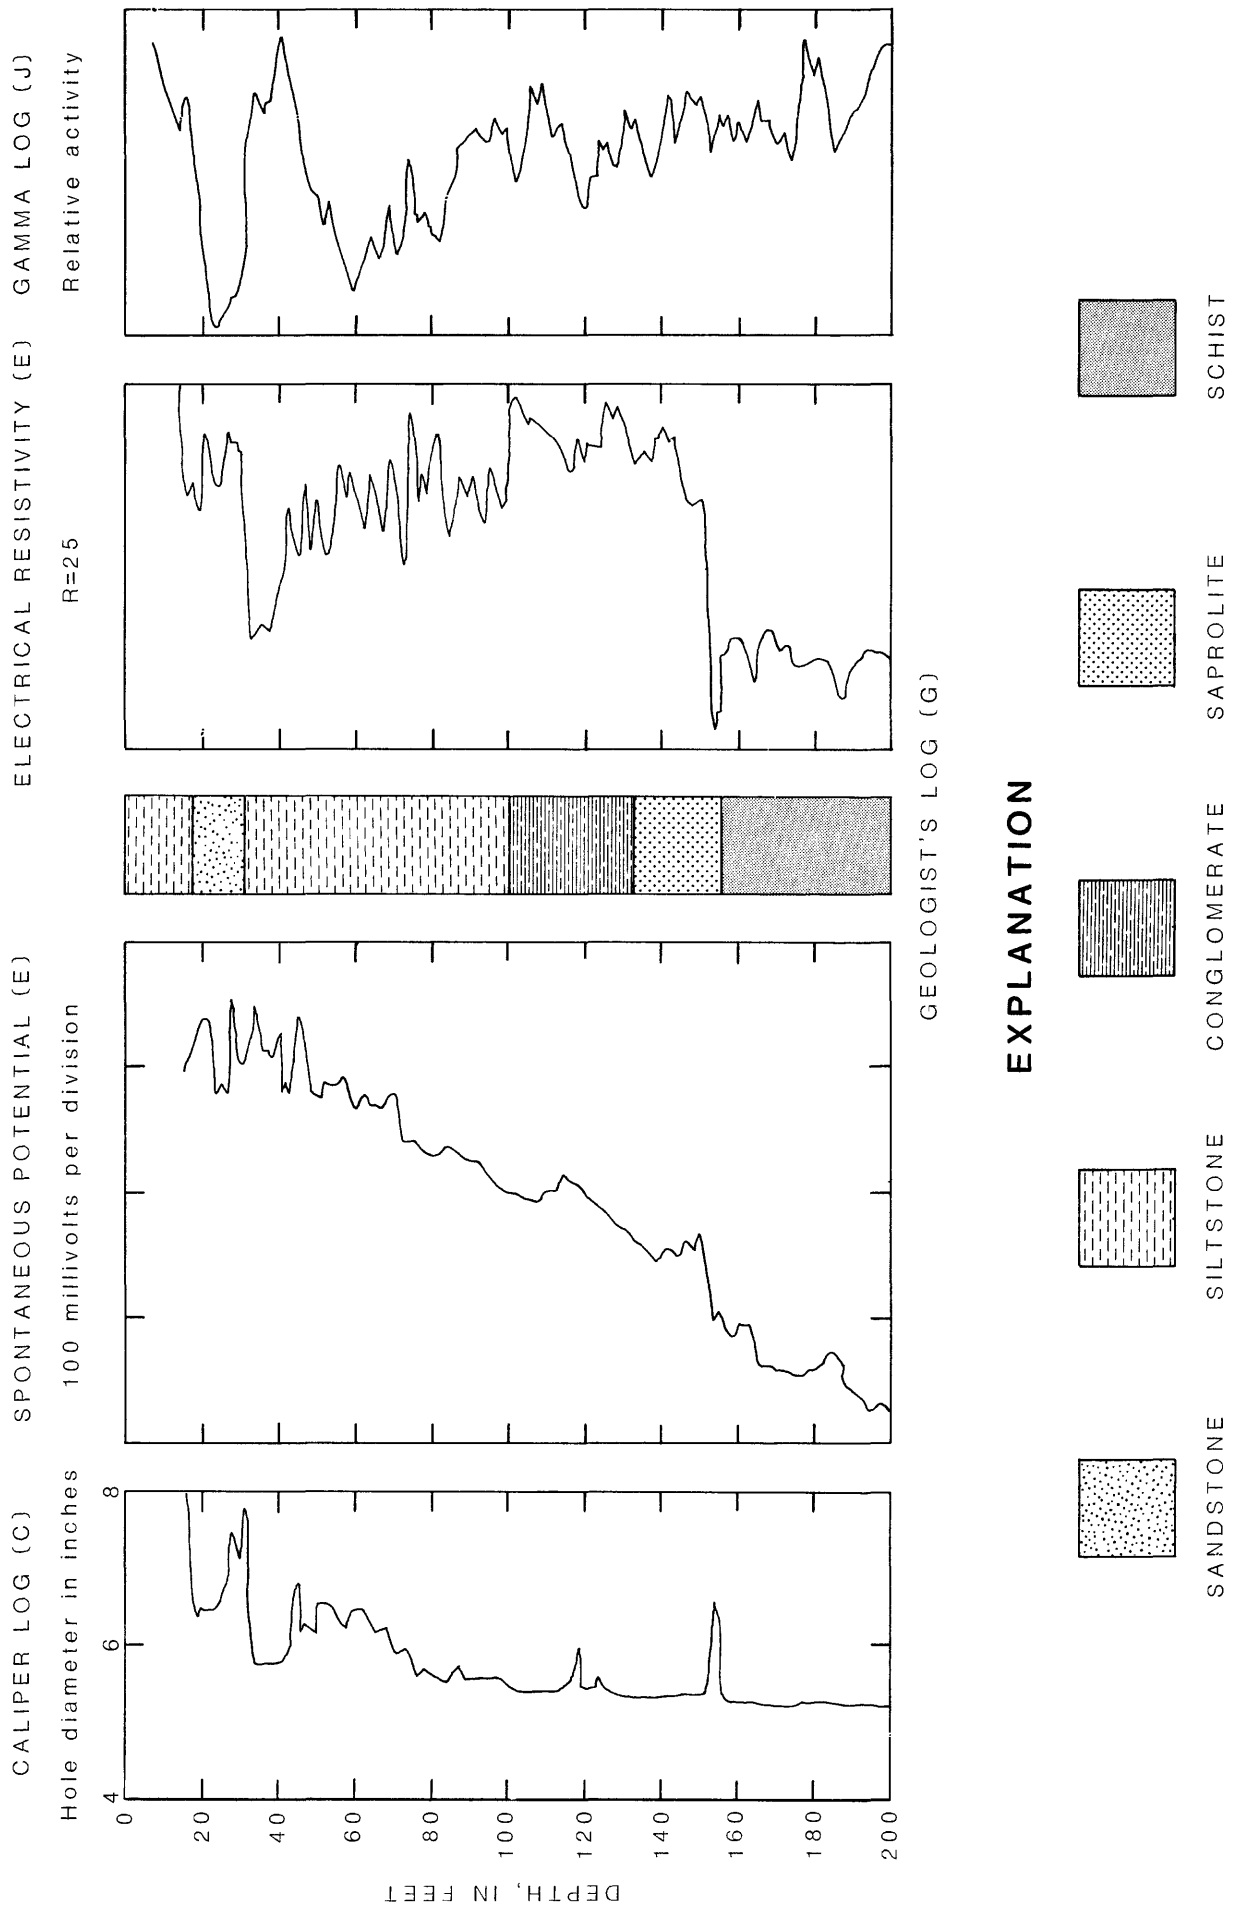 CALIPER LOG (C)
Hole diameter in inches
4
6
8
SPONTANEOUS POTENTIAL (E)
100 millivolts per division
ELECTRICAL RESISTIVITY (E)
R=25
GAMMA LOG (J)
Relative activity
0
20
40
60
80
100
120
140
160
180
200
DEPTH, IN FEET
GEOLOGIST'S LOG (G)
EXPLANATION
SANDSTONE
SILTSTONE
CONGLOMERATE
SAPROLITE
SCHIST